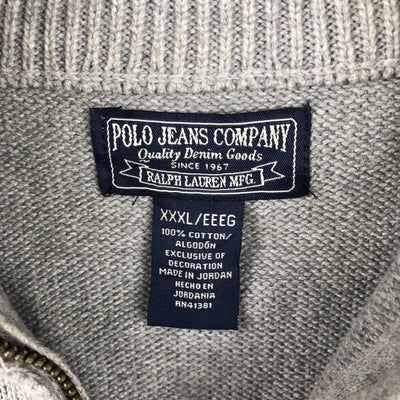 POLO JEANS COMPANY
Quality Denim Goods
SINCE 1967
RALPH LAUREN MFG.
XXXL/EEEG
100% COTTON/
ALGODÓN
EXCLUSIVE OF
DECORATION
MADE IN JORDAN
HECHO EN
JORDANIA
RN41381